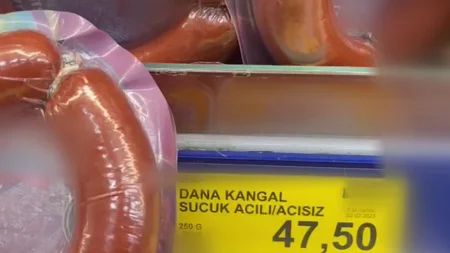 DANA KANGAL
SUCUK ACILI/ACISIZ
250 G
47,50